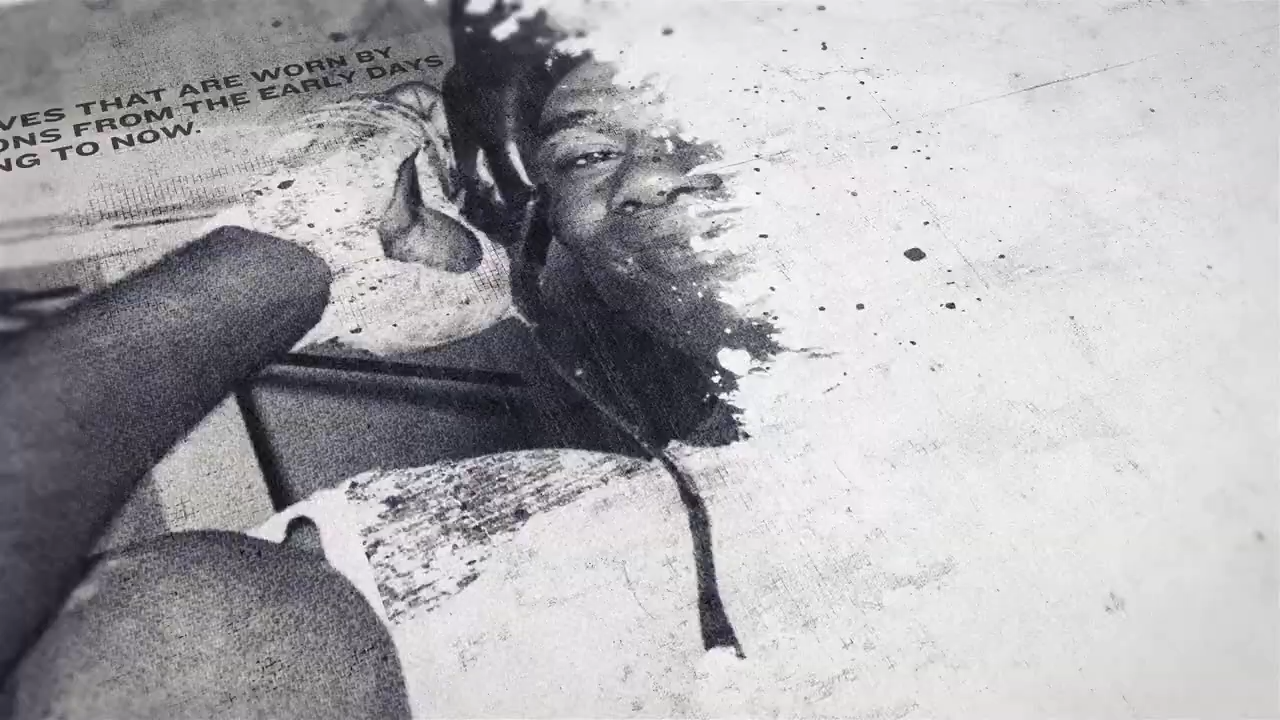 VES THAT ARE WORN BY
ONS FROM THE EARLY DAYS
NG TO NOW.